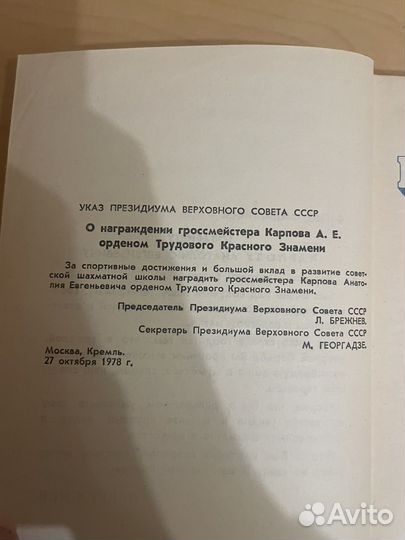 УКАЗ ПРЕЗИДИУМА ВЕРХОВНОГО СОВЕТА СССР
О награждении гроссмейстера Карпова А. Е.
орденом Трудового Красного Знамени
За спортивные достижения и большой вклад в развитие совет-
ской шахматной школы наградить гроссмейстера Карпова Анато-
лия Евгеньевича орденом Трудового Красного Знамени.
Председатель Президиума Верховного Совета СССР
Л. БРЕЖНЕВ.
Секретарь Президиума Верховного Совета СССР
М. ГЕОРГАДЗЕ.
Москва, Кремль.
27 октября 1978 г.
Avito